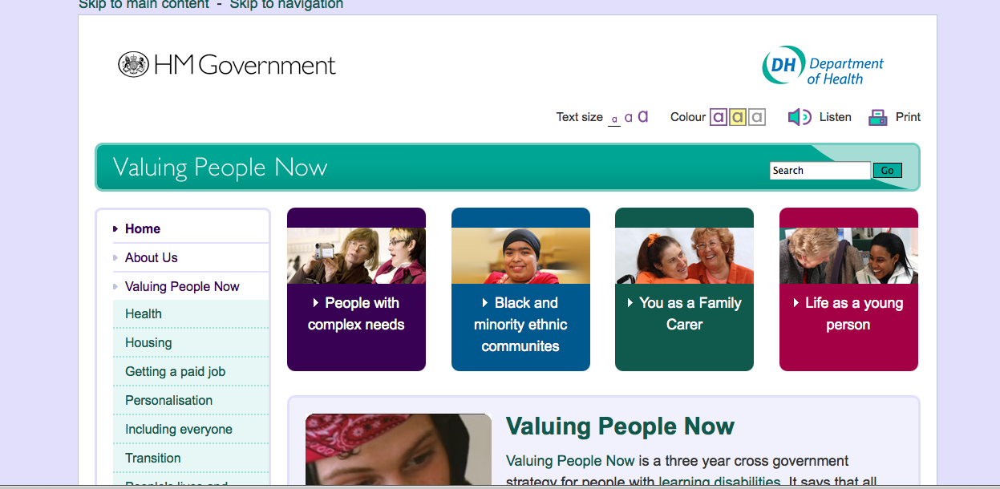 Skip to main content - Skip to navigation
HM Government
DH Department
of Health
Text size a a a Colour a a a Listen Print
Valuing People Now
Search Go
Home
About Us
Valuing People Now
Health
Housing
Getting a paid job
Personalisation
Including everyone
Transition
People's lives and
People with
complex needs
Black and
minority ethnic
communites
You as a Family
Carer
Life as a young
person
Valuing People Now
Valuing People Now is a three year cross government
strategy for people with learning disabilities. It says that all